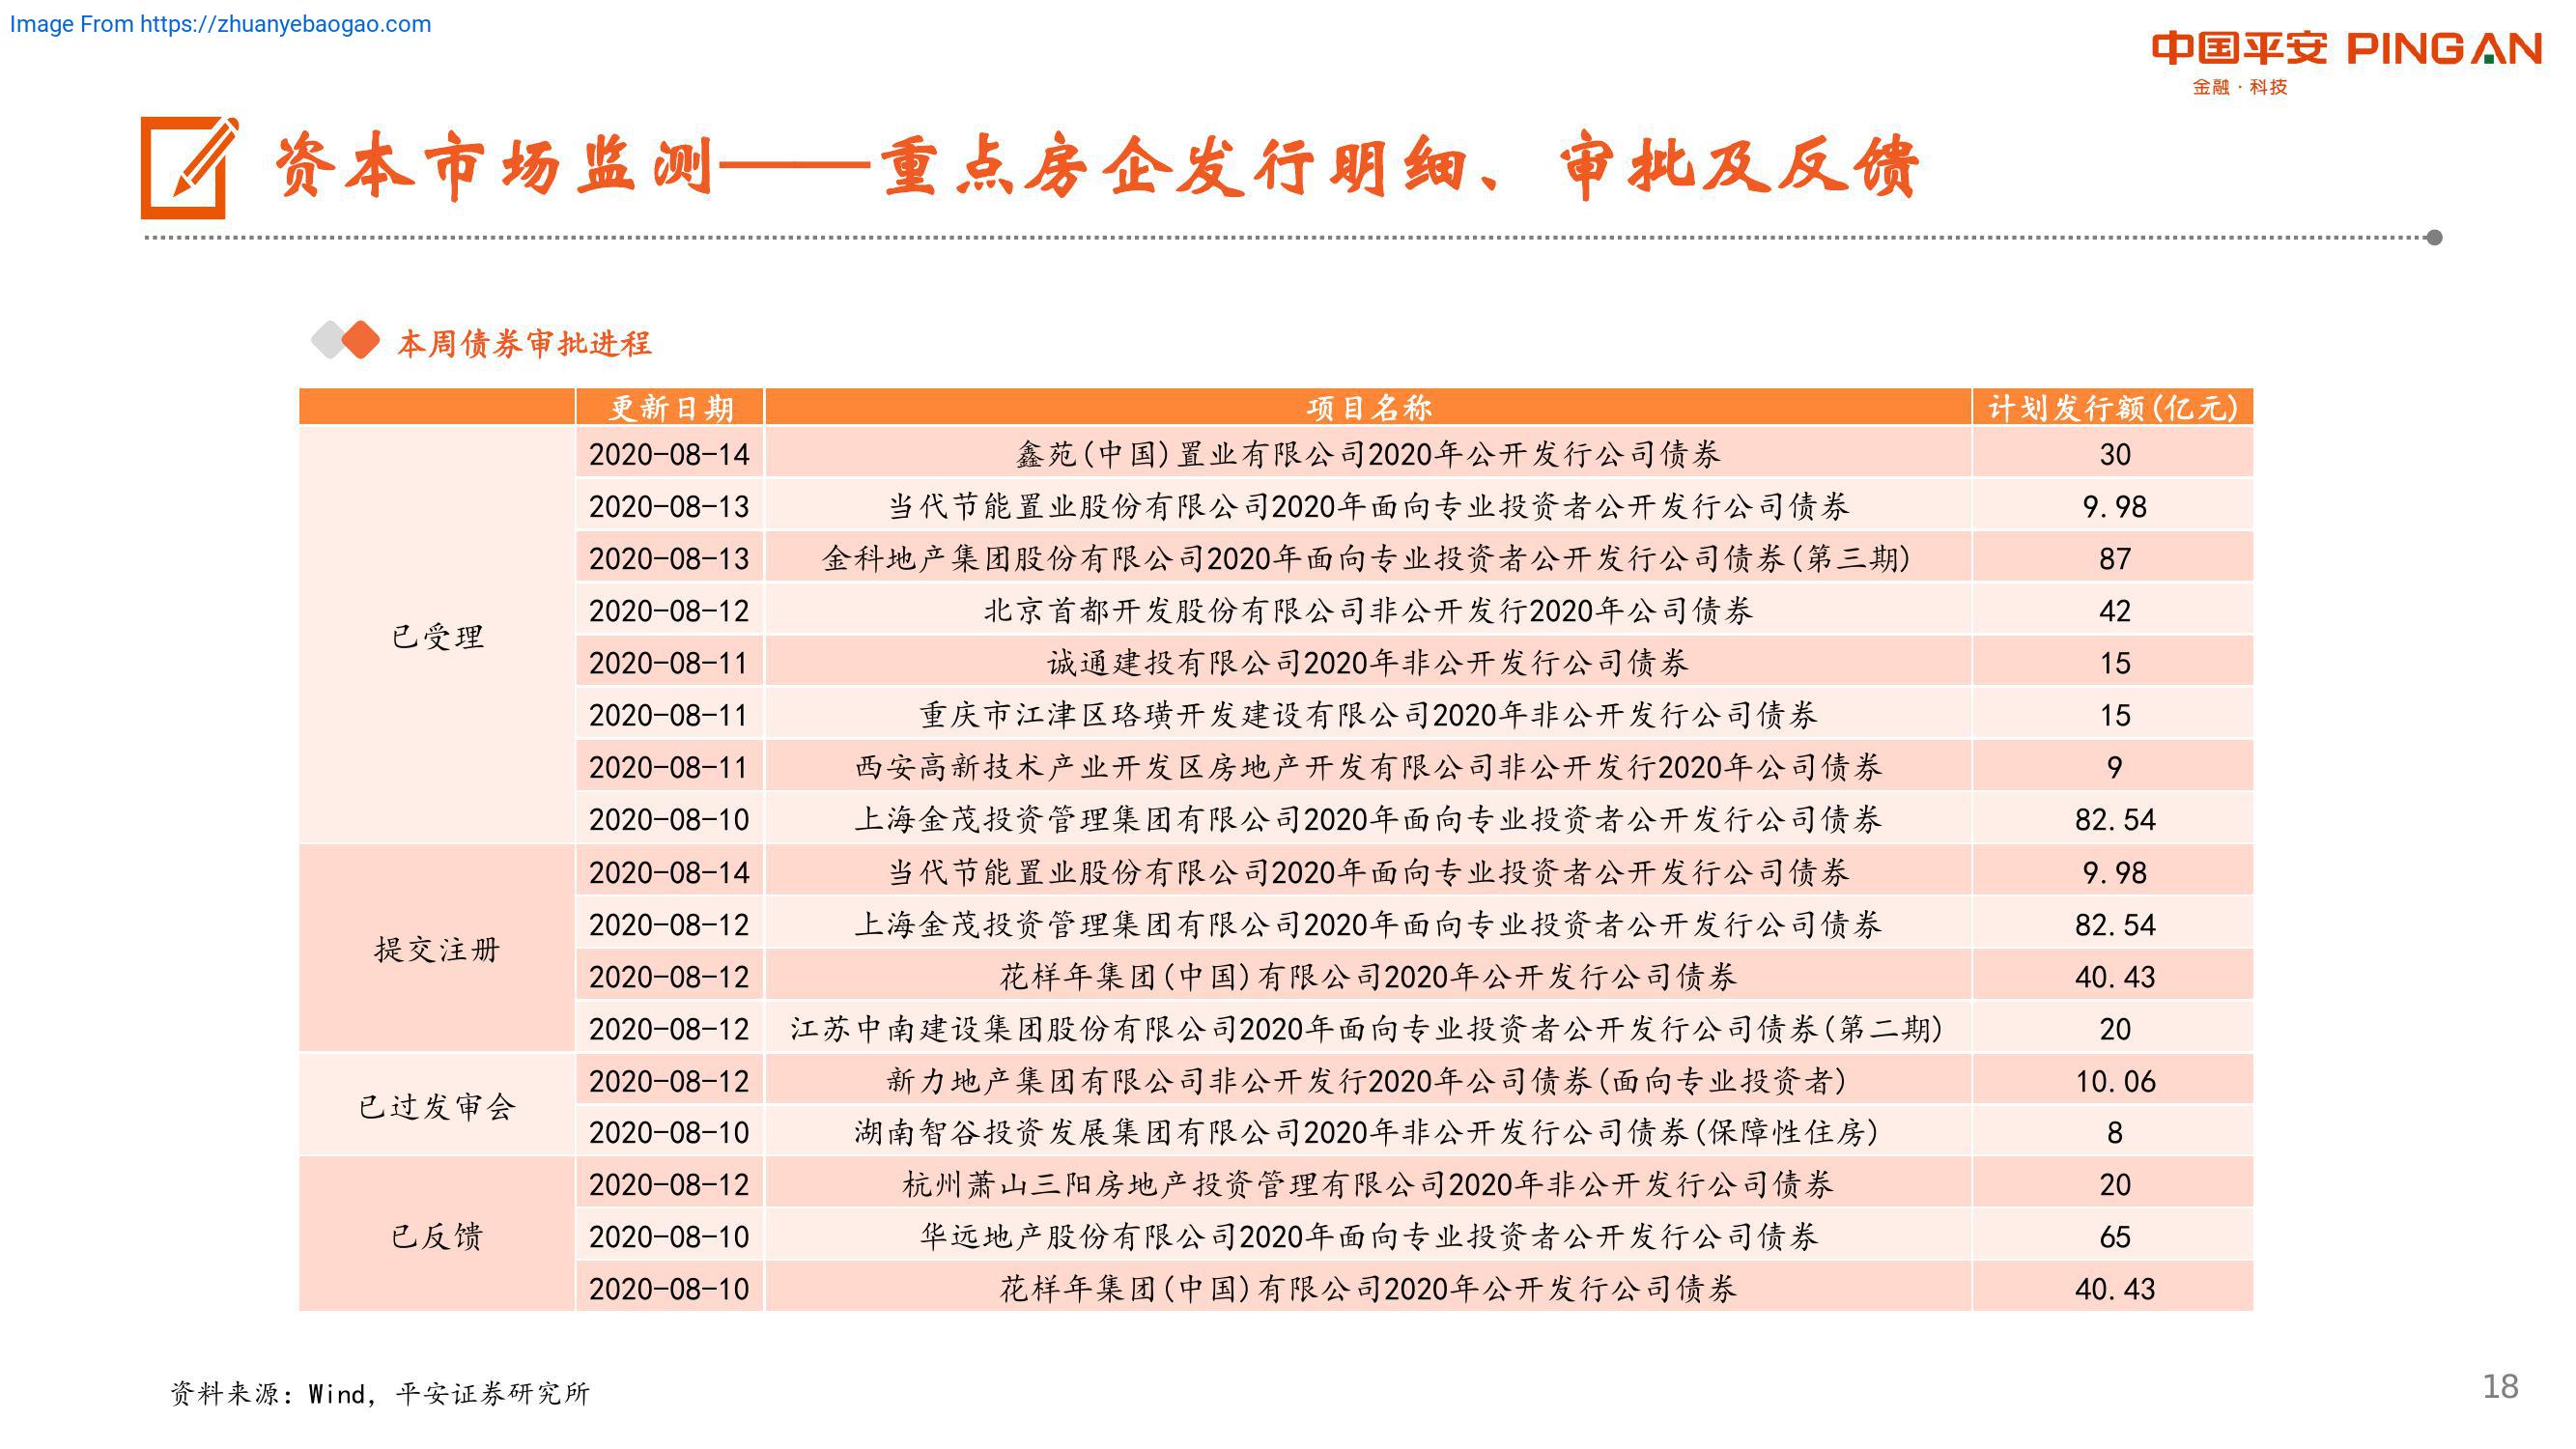 Image From https://zhuanyebaogao.com
中国平安 PINGAN
金融·科技
资本市场监测——重点房企发行明细、审批及反馈
本周债券审批进程
更新日期 项目名称 计划发行额(亿元)
已受理
2020-08-14 鑫苑(中国)置业有限公司2020年公开发行公司债券 30
2020-08-13 当代节能置业股份有限公司2020年面向专业投资者公开发行公司债券 9.98
2020-08-13 金科地产集团股份有限公司2020年面向专业投资者公开发行公司债券(第三期) 87
2020-08-12 北京首都开发股份有限公司非公开发行2020年公司债券 42
2020-08-11 诚通建投有限公司2020年非公开发行公司债券 15
2020-08-11 重庆市江津区珞璜开发建设有限公司2020年非公开发行公司债券 15
2020-08-11 西安高新技术产业开发区房地产开发有限公司非公开发行2020年公司债券 9
2020-08-10 上海金茂投资管理集团有限公司2020年面向专业投资者公开发行公司债券 82.54
提交注册
2020-08-14 当代节能置业股份有限公司2020年面向专业投资者公开发行公司债券 9.98
2020-08-12 上海金茂投资管理集团有限公司2020年面向专业投资者公开发行公司债券 82.54
2020-08-12 花样年集团(中国)有限公司2020年公开发行公司债券 40.43
2020-08-12 江苏中南建设集团股份有限公司2020年面向专业投资者公开发行公司债券(第二期) 20
已过发审会
2020-08-12 新力地产集团有限公司非公开发行2020年公司债券(面向专业投资者) 10.06
2020-08-10 湖南智谷投资发展集团有限公司2020年非公开发行公司债券(保障性住房) 8
已反馈
2020-08-12 杭州萧山三阳房地产投资管理有限公司2020年非公开发行公司债券 20
2020-08-10 华远地产股份有限公司2020年面向专业投资者公开发行公司债券 65
2020-08-10 花样年集团(中国)有限公司2020年公开发行公司债券 40.43
资料来源：Wind，平安证券研究所
18